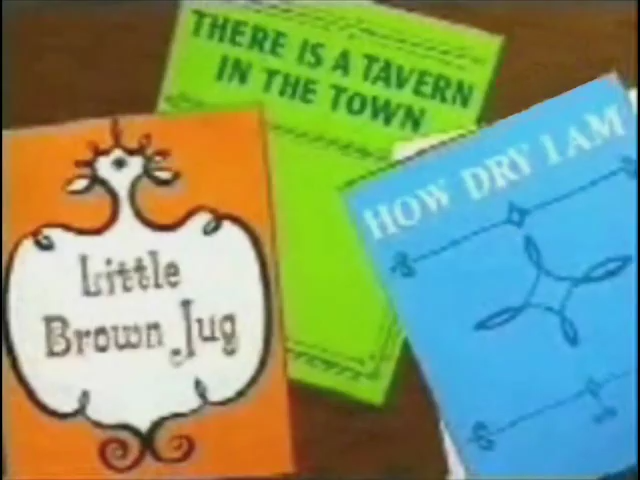 THERE IS A TAVERN
IN THE TOWN
HOW DRY I AM
Little
Brown Jug